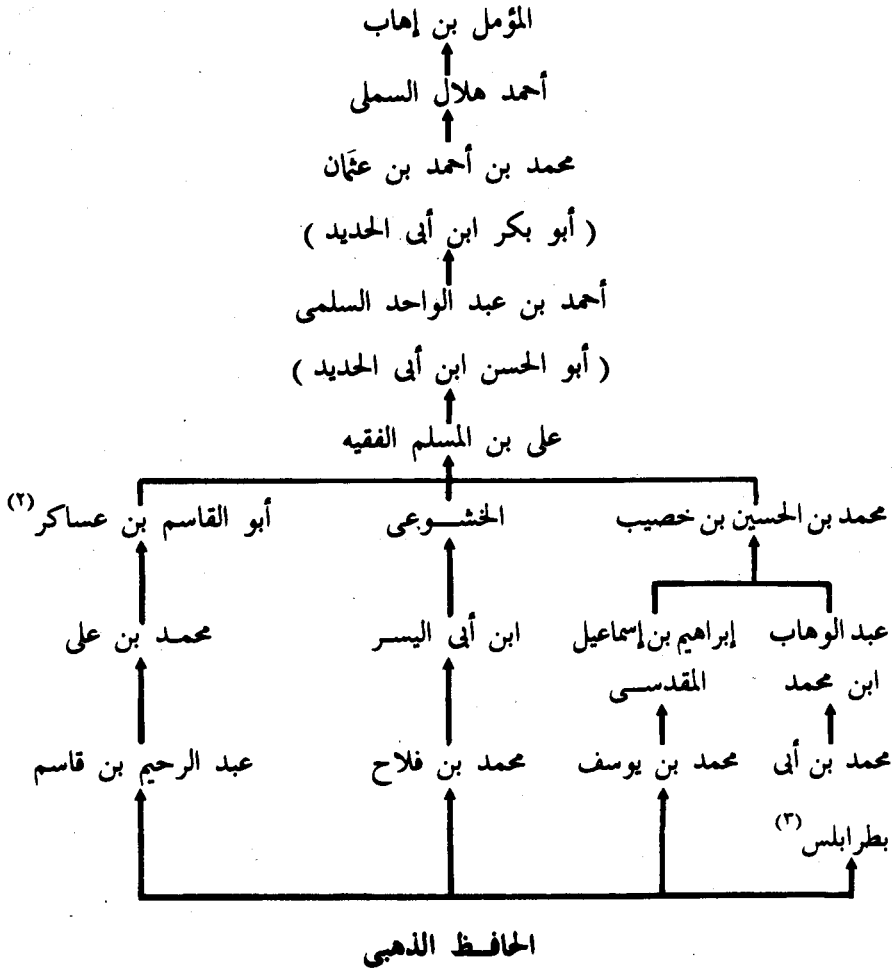 المؤمل بن إهاب
أحمد هلال السملى
محمد بن أحمد بن عثمان
( أبو بكر ابن أبى الحديد )
أحمد بن عبد الواحد السلمى
( أبو الحسن ابن أبى الحديد )
على بن المسلم الفقيه
محمد بن الحسين بن خصيب الخشوعى أبو القاسم بن عساكر (٢)
عبد الوهاب إبراهيم بن إسماعيل ابن أبى اليسر محمد بن على
ابن محمد المقدسى
محمد بن أبى محمد بن يوسف محمد بن فلاح عبد الرحيم بن قاسم
بطرابلس (٣)
الحافظ الذهبى